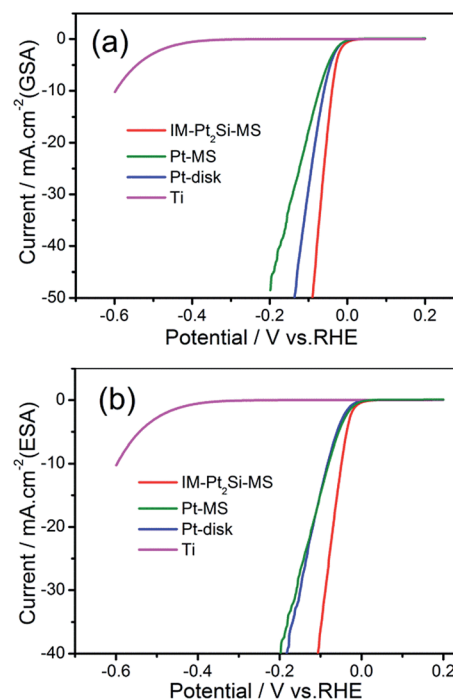 (a)
Current / mA.cm⁻²(GSA)
0
-10
-20
-30
-40
-50
IM-Pt₂Si-MS
Pt-MS
Pt-disk
Ti
-0.6 -0.4 -0.2 0.0 0.2
Potential / V vs.RHE
(b)
Current / mA.cm⁻²(ESA)
0
-10
-20
-30
-40
IM-Pt₂Si-MS
Pt-MS
Pt-disk
Ti
-0.6 -0.4 -0.2 0.0 0.2
Potential / V vs.RHE